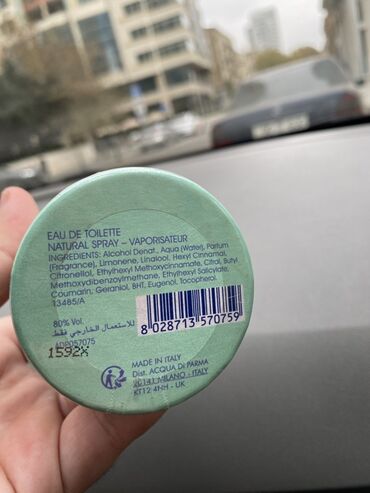 EAU DE TOILETTE
NATURAL SPRAY – VAPORISATEUR
INGREDIENTS: Alcohol Denat., Aqua (Water), Parfum
(Fragrance), Limonene, Linalool, Hexyl Cinnamal,
Citronellol, Ethylhexyl Methoxycinnamate, Citral, Butyl
Methoxydibenzoylmethane, Ethylhexyl Salicylate,
Coumarin, Geraniol, BHT, Eugenol, Tocopherol.
13485/A
80% Vol.
للاستعمال الخارجي فقط
ADP057075
1592X
8 028713 570759
MADE IN ITALY
Dist. ACQUA DI PARMA
20141 MILANO - ITALY
KT12 4NH - UK